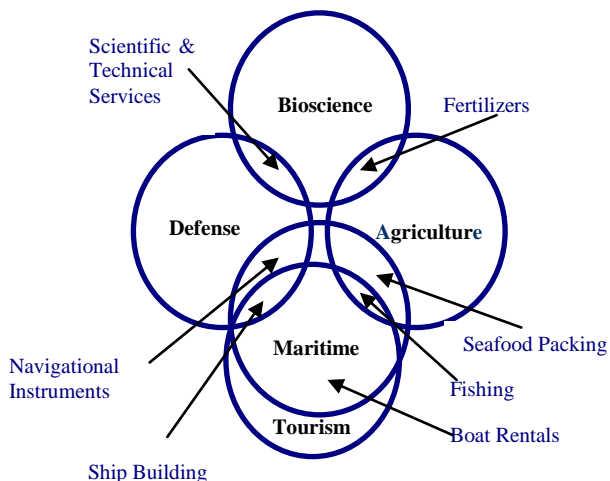 Scientific &
Technical
Services
Bioscience
Fertilizers
Defense
Agriculture
Navigational
Instruments
Maritime
Seafood Packing
Fishing
Tourism
Boat Rentals
Ship Building